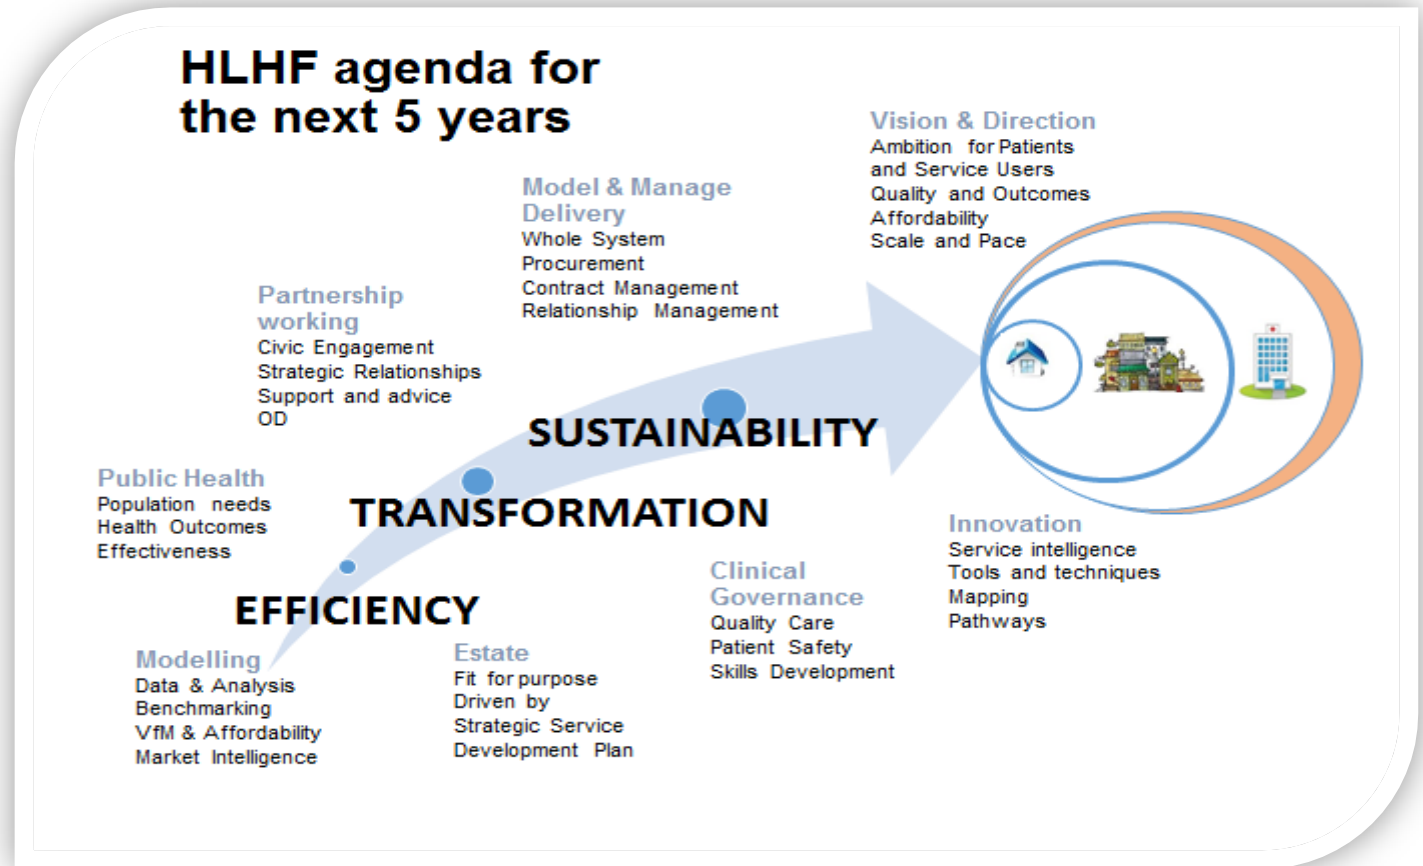 HLHF agenda for
the next 5 years
Vision & Direction
Ambition for Patients
and Service Users
Quality and Outcomes
Affordability
Scale and Pace
Model & Manage
Delivery
Whole System
Procurement
Contract Management
Relationship Management
Partnership
working
Civic Engagement
Strategic Relationships
Support and advice
OD
SUSTAINABILITY
Public Health
Population needs
Health Outcomes
Effectiveness
TRANSFORMATION
EFFICIENCY
Innovation
Service intelligence
Tools and techniques
Mapping
Pathways
Clinical
Governance
Quality Care
Patient Safety
Skills Development
Estate
Fit for purpose
Driven by
Strategic Service
Development Plan
Modelling
Data & Analysis
Benchmarking
VfM & Affordability
Market Intelligence